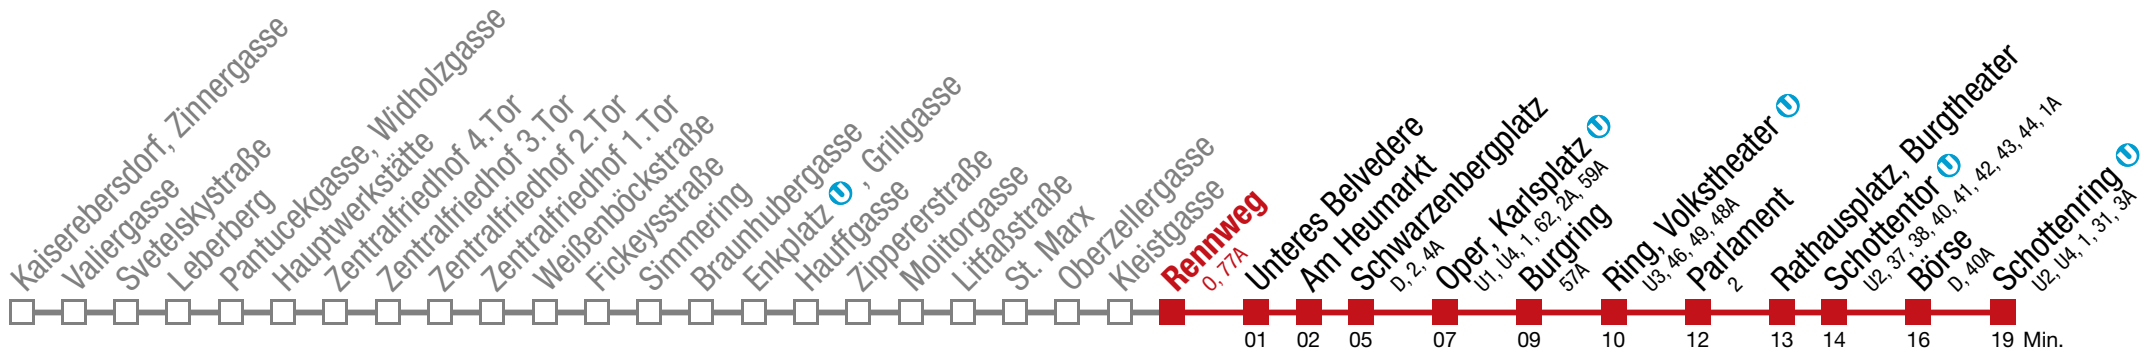 Kaiserebersdorf, Zinnergasse
Valiergasse
Svetelskystraße
Leberberg
Pantucekgasse, Widholzgasse
Hauptwerkstätte
Zentralfriedhof 4.Tor
Zentralfriedhof 3.Tor
Zentralfriedhof 2.Tor
Zentralfriedhof 1.Tor
Weißenböckstraße
Fickeysstraße
Simmering
Braunhubergasse
Enkplatz U , Grillgasse
Hauffgasse
Zippererstraße
Molitorgasse
Litfaßstraße
St. Marx
Oberzellergasse
Kleistgasse
Rennweg
0, 77A
Unteres Belvedere
Am Heumarkt
Schwarzenbergplatz
D, 2, 4A
Oper, Karlsplatz U
U1, U4, 1, 62, 2A, 59A
Burgring
57A
Ring, Volkstheater U
U3, 46, 49, 48A
Parlament
2
Rathausplatz, Burgtheater
Schottentor U
U2, 37, 38, 40, 41, 42, 43, 44, 1A
Börse
D, 40A
Schottenring U
U2, U4, 1, 31, 3A
01 02 05 07 09 10 12 13 14 16 19 Min.